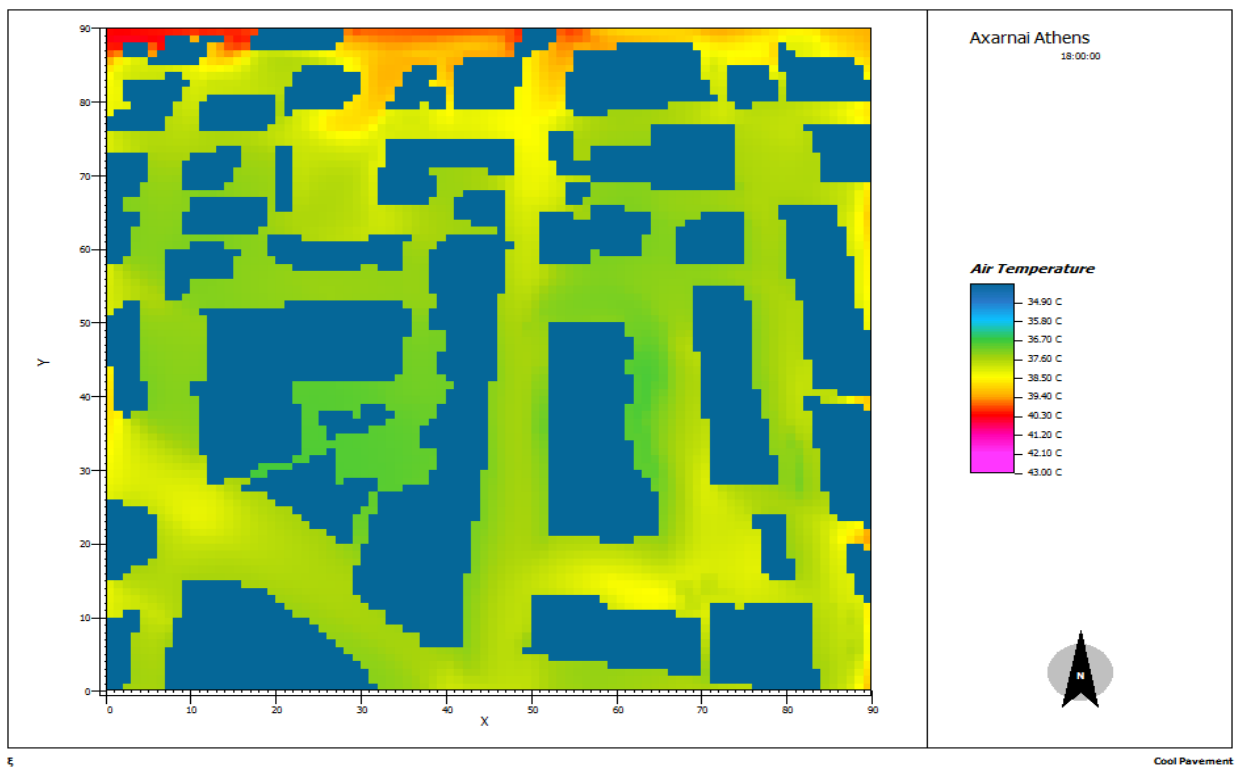 Axarnai Athens
18:00:00
90
80
70
60
50
40
30
20
10
0
Y
0 10 20 30 40 50 60 70 80 90
X
Air Temperature
34.90 C
35.80 C
36.70 C
37.60 C
38.50 C
39.40 C
40.30 C
41.20 C
42.10 C
43.00 C
N
ξ
Cool Pavement